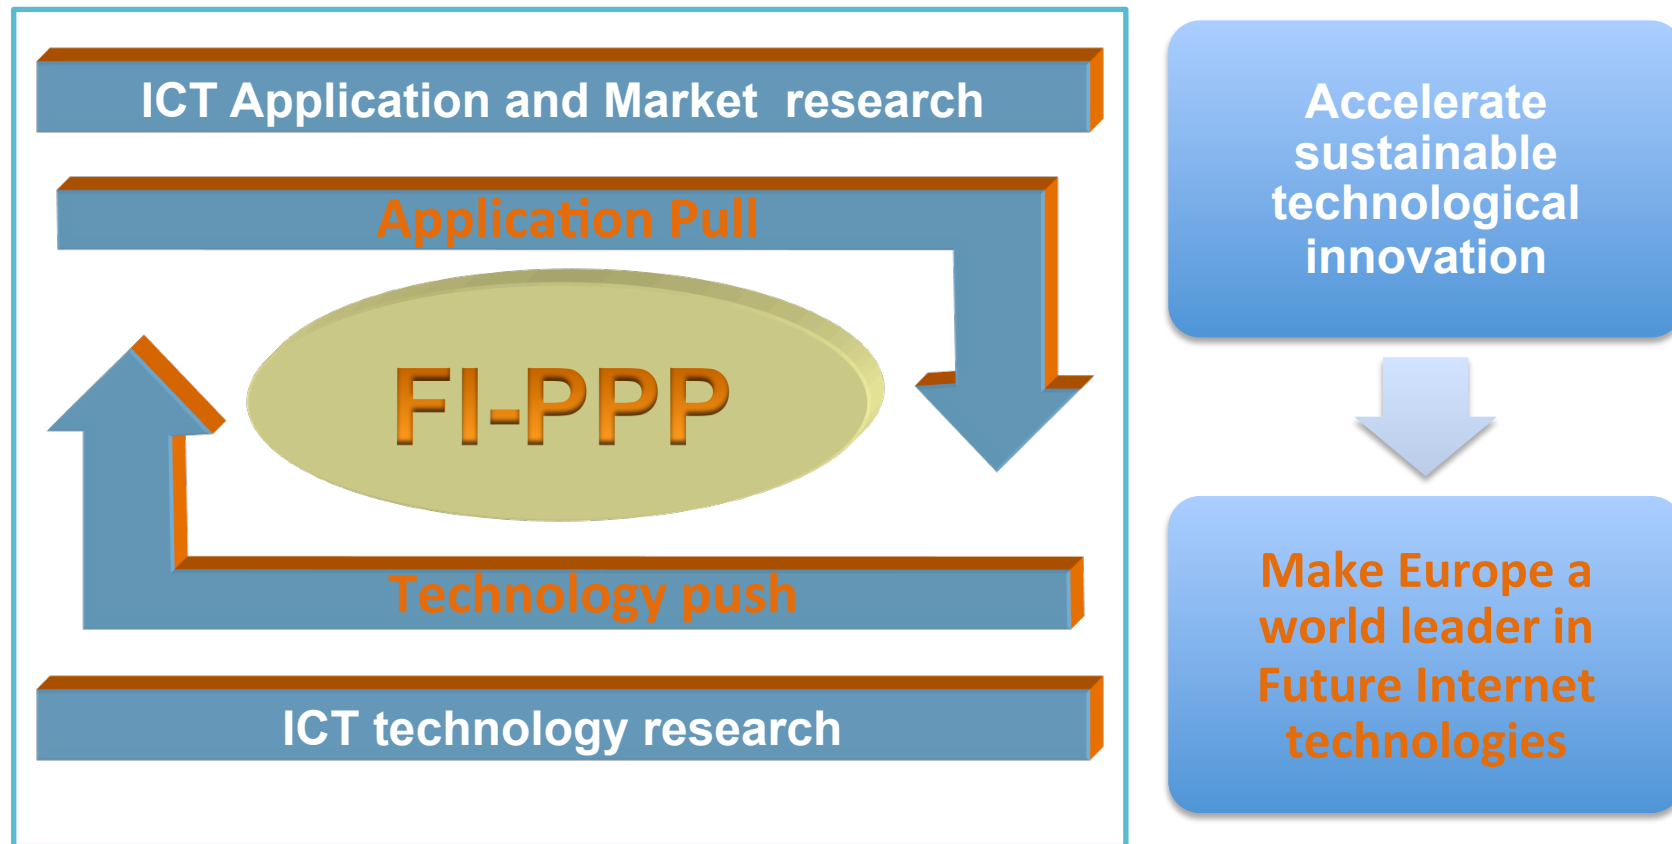 ICT Application and Market  research
Application Pull
FI-PPP
Technology push
ICT technology research
Accelerate
sustainable
technological
innovation
Make Europe a
world leader in
Future Internet
technologies